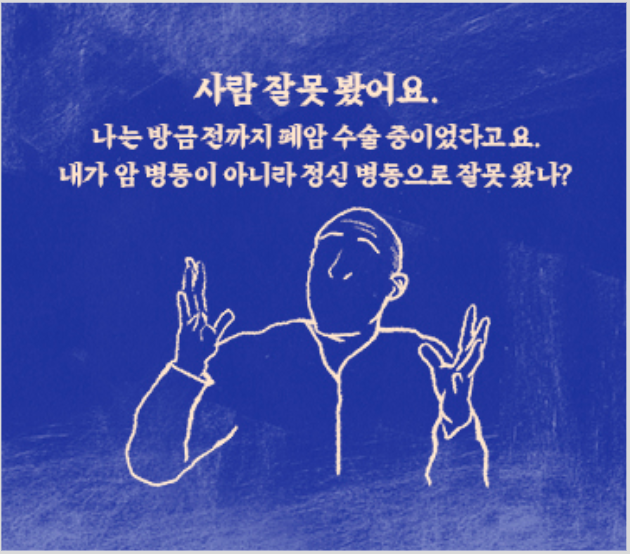 사람 잘못 봤어요.
나는 방금 전까지 폐암 수술 중이었다고요.
내가 암 병동이 아니라 정신 병동으로 잘못 왔나?